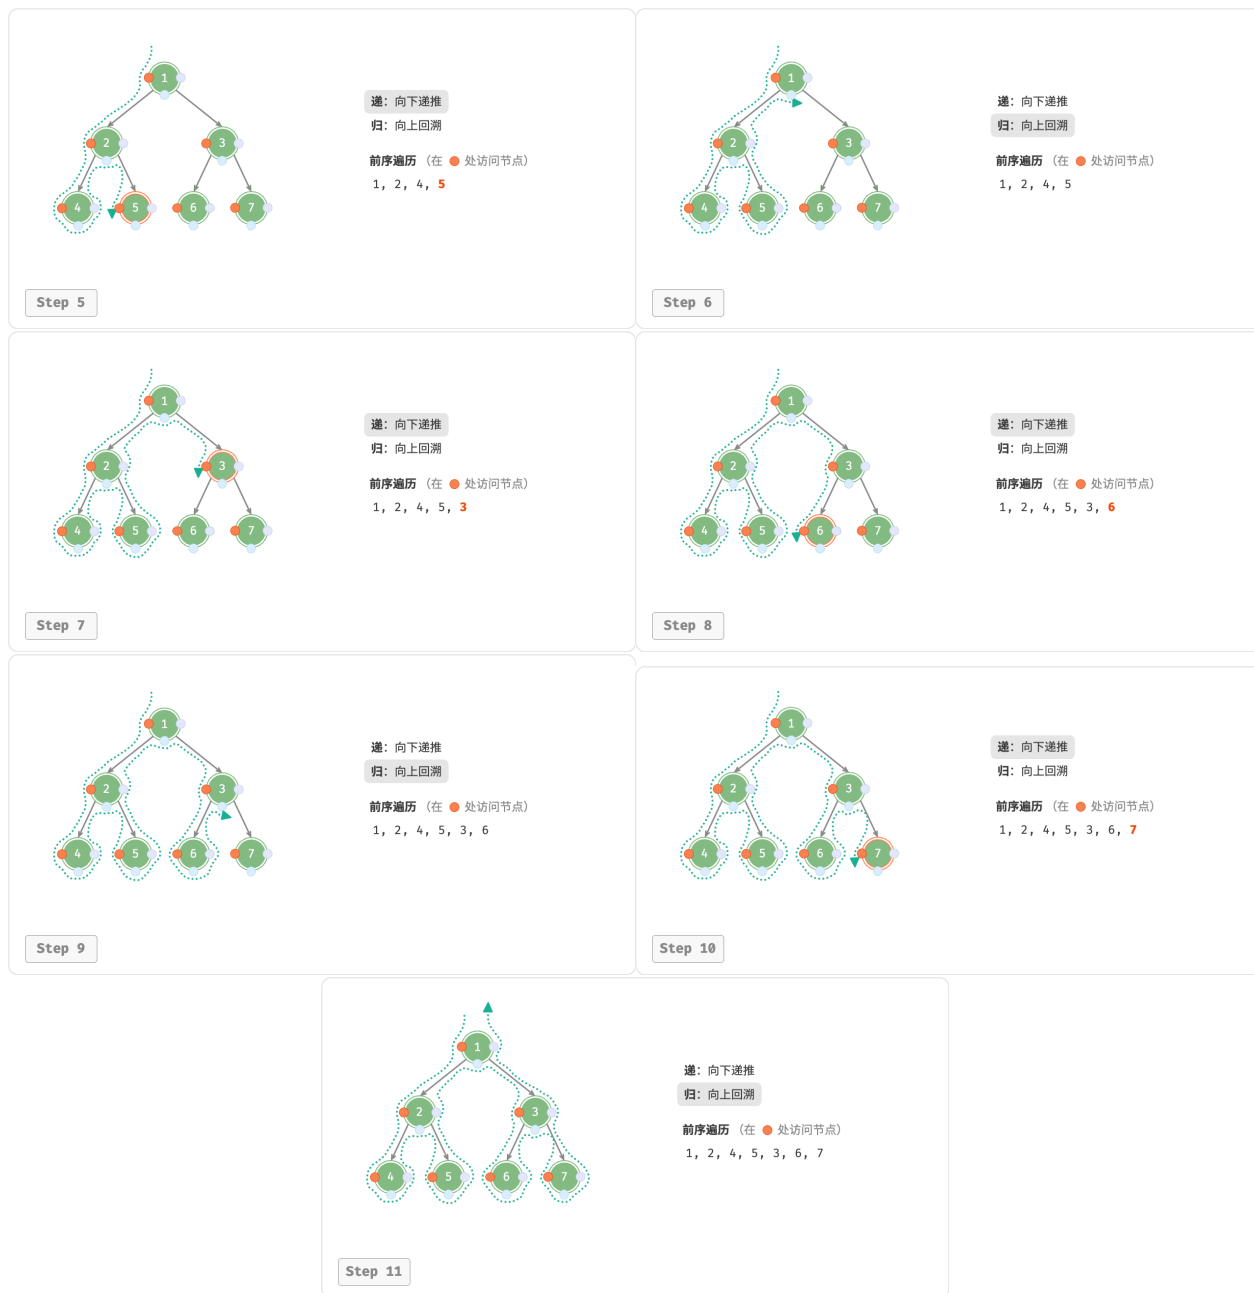 1
2
3
4
5
6
7
递：向下递推
归：向上回溯
前序遍历 （在 处访问节点）
1, 2, 4, 5
Step 5
1
2
3
4
5
6
7
递：向下递推
归：向上回溯
前序遍历 （在 处访问节点）
1, 2, 4, 5
Step 6
1
2
3
4
5
6
7
递：向下递推
归：向上回溯
前序遍历 （在 处访问节点）
1, 2, 4, 5, 3
Step 7
1
2
3
4
5
6
7
递：向下递推
归：向上回溯
前序遍历 （在 处访问节点）
1, 2, 4, 5, 3, 6
Step 8
1
2
3
4
5
6
7
递：向下递推
归：向上回溯
前序遍历 （在 处访问节点）
1, 2, 4, 5, 3, 6
Step 9
1
2
3
4
5
6
7
递：向下递推
归：向上回溯
前序遍历 （在 处访问节点）
1, 2, 4, 5, 3, 6, 7
Step 10
1
2
3
4
5
6
7
递：向下递推
归：向上回溯
前序遍历 （在 处访问节点）
1, 2, 4, 5, 3, 6, 7
Step 11